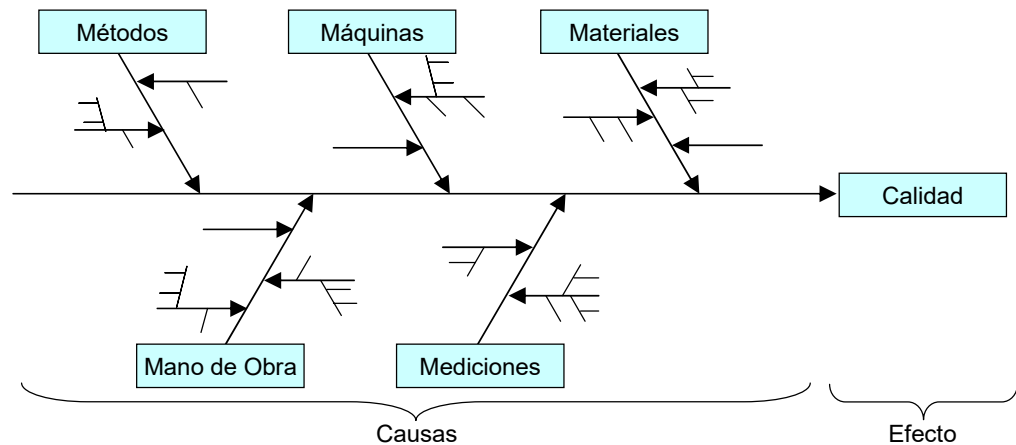 Métodos
Máquinas
Materiales
Calidad
Mano de Obra
Mediciones
Causas
Efecto